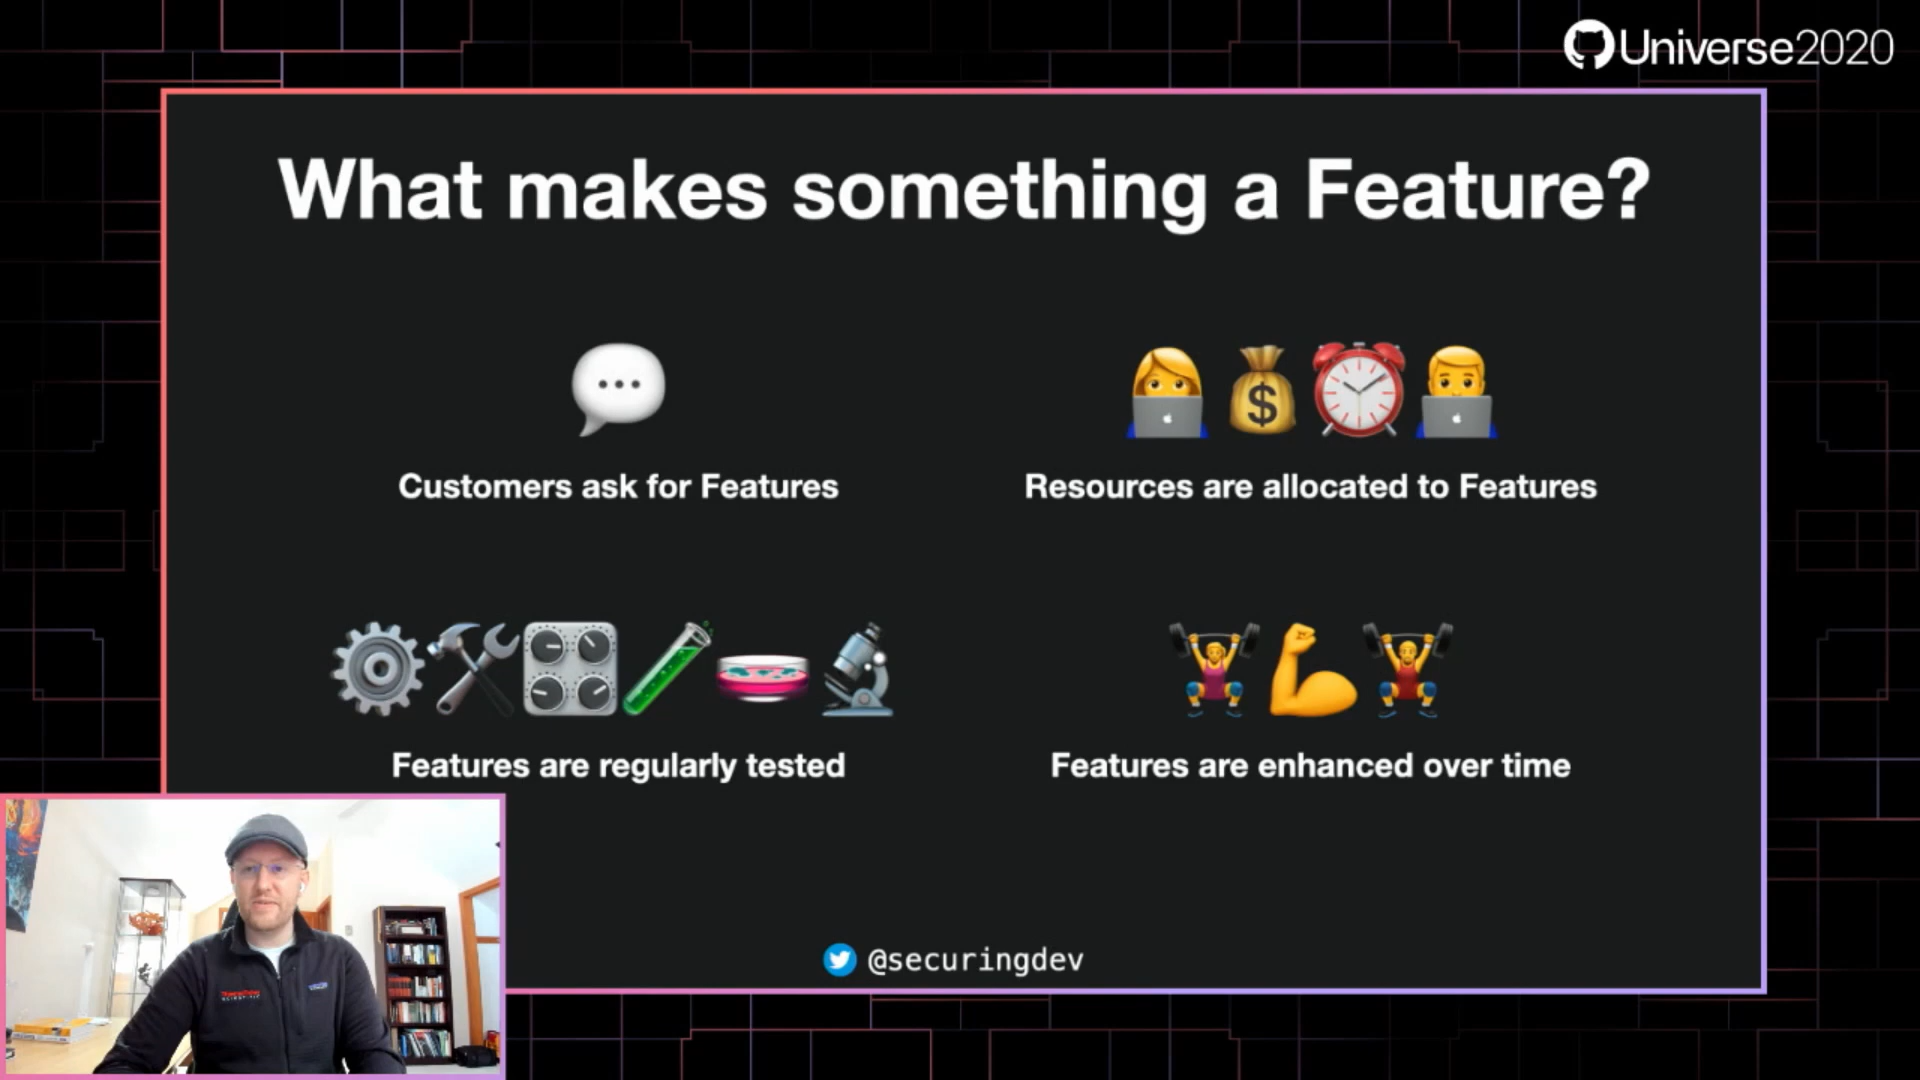 Universe2020
What makes something a Feature?
Customers ask for Features
Resources are allocated to Features
Features are regularly tested
Features are enhanced over time
@securingdev